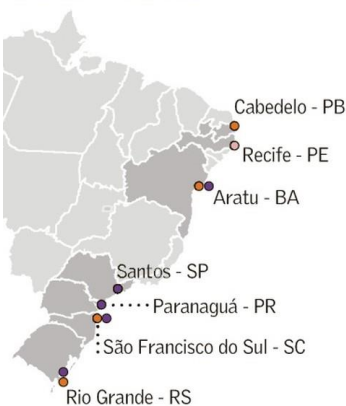 Cabedelo - PB
Recife - PE
Aratu - BA
Santos - SP
Paranaguá - PR
São Francisco do Sul - SC
Rio Grande - RS